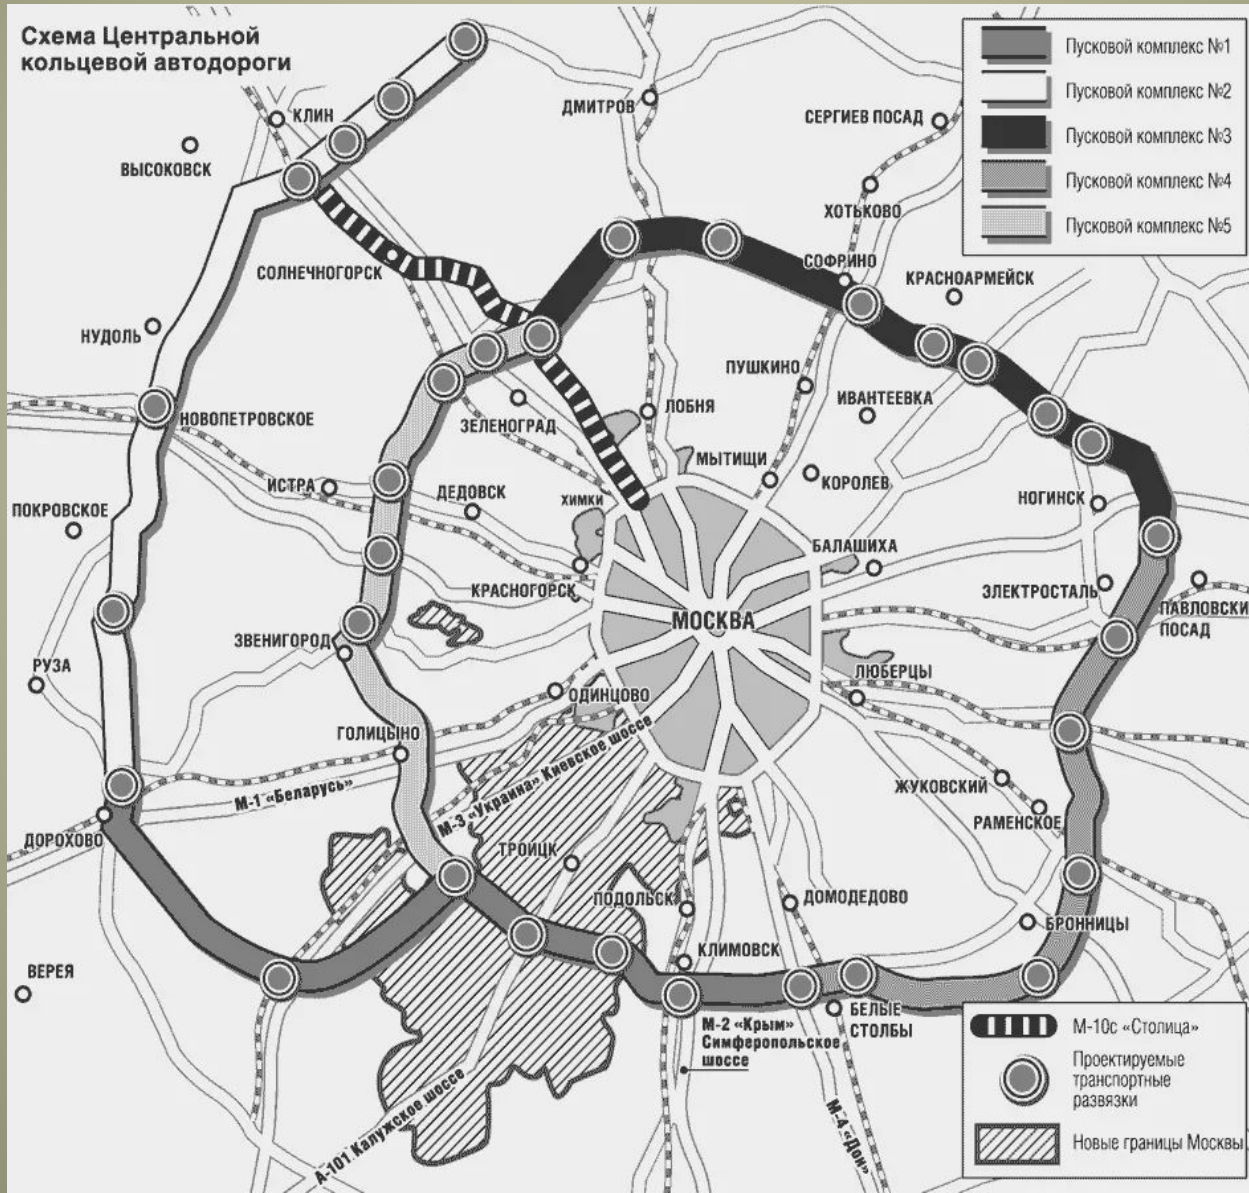 Схема Центральной
кольцевой автодороги
Пусковой комплекс №1
Пусковой комплекс №2
Пусковой комплекс №3
Пусковой комплекс №4
Пусковой комплекс №5
КЛИН
ДМИТРОВ
СЕРГИЕВ ПОСАД
ВЫСОКОВСК
ХОТЬКОВО
СОЛНЕЧНОГОРСК
СОФРИНО
КРАСНОАРМЕЙСК
НУДОЛЬ
ПУШКИНО
ИВАНТЕЕВКА
НОВОПЕТРОВСКОЕ
ЗЕЛЕНОГРАД
ЛОБНЯ
МЫТИЩИ
КОРОЛЕВ
ИСТРА
ДЕДОВСК
ХИМКИ
НОГИНСК
ПОКРОВСКОЕ
БАЛАШИХА
КРАСНОГОРСК
ЭЛЕКТРОСТАЛЬ
МОСКВА
ПАВЛОВСКИ
ПОСАД
ЗВЕНИГОРОД
РУЗА
ЛЮБЕРЦЫ
ОДИНЦОВО
ГОЛИЦЫНО
М-1 «Беларусь»
М-3 «Украина» Киевское шоссе
ЖУКОВСКИЙ
РАМЕНСКОЕ
ДОРОХОВО
ТРОИЦК
ПОДОЛЬСК
ДОМОДЕДОВО
БРОННИЦЫ
КЛИМОВСК
ВЕРЕЯ
БЕЛЫЕ
СТОЛБЫ
М-2 «Крым»
Симферопольское
шоссе
А-101 Калужское шоссе
М-4 «Дон»
М-10с «Столица»
Проектируемые
транспортные
развязки
Новые границы Москвы